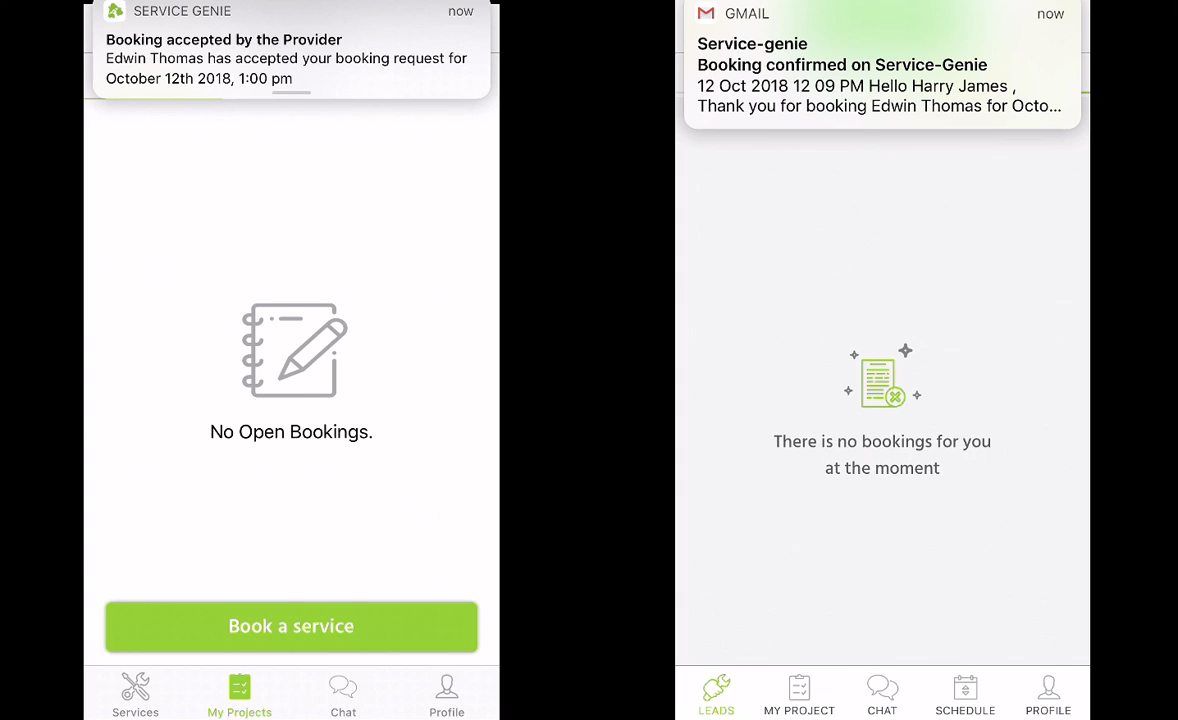 SERVICE GENIE
now
Booking accepted by the Provider
Edwin Thomas has accepted your booking request for
October 12th 2018, 1:00 pm
No Open Bookings.
Book a service
Services
My Projects
Chat
Profile
GMAIL
now
Service-genie
Booking confirmed on Service-Genie
12 Oct 2018 12 09 PM Hello Harry James ,
Thank you for booking Edwin Thomas for Octo...
There is no bookings for you
at the moment
LEADS
MY PROJECT
CHAT
SCHEDULE
PROFILE